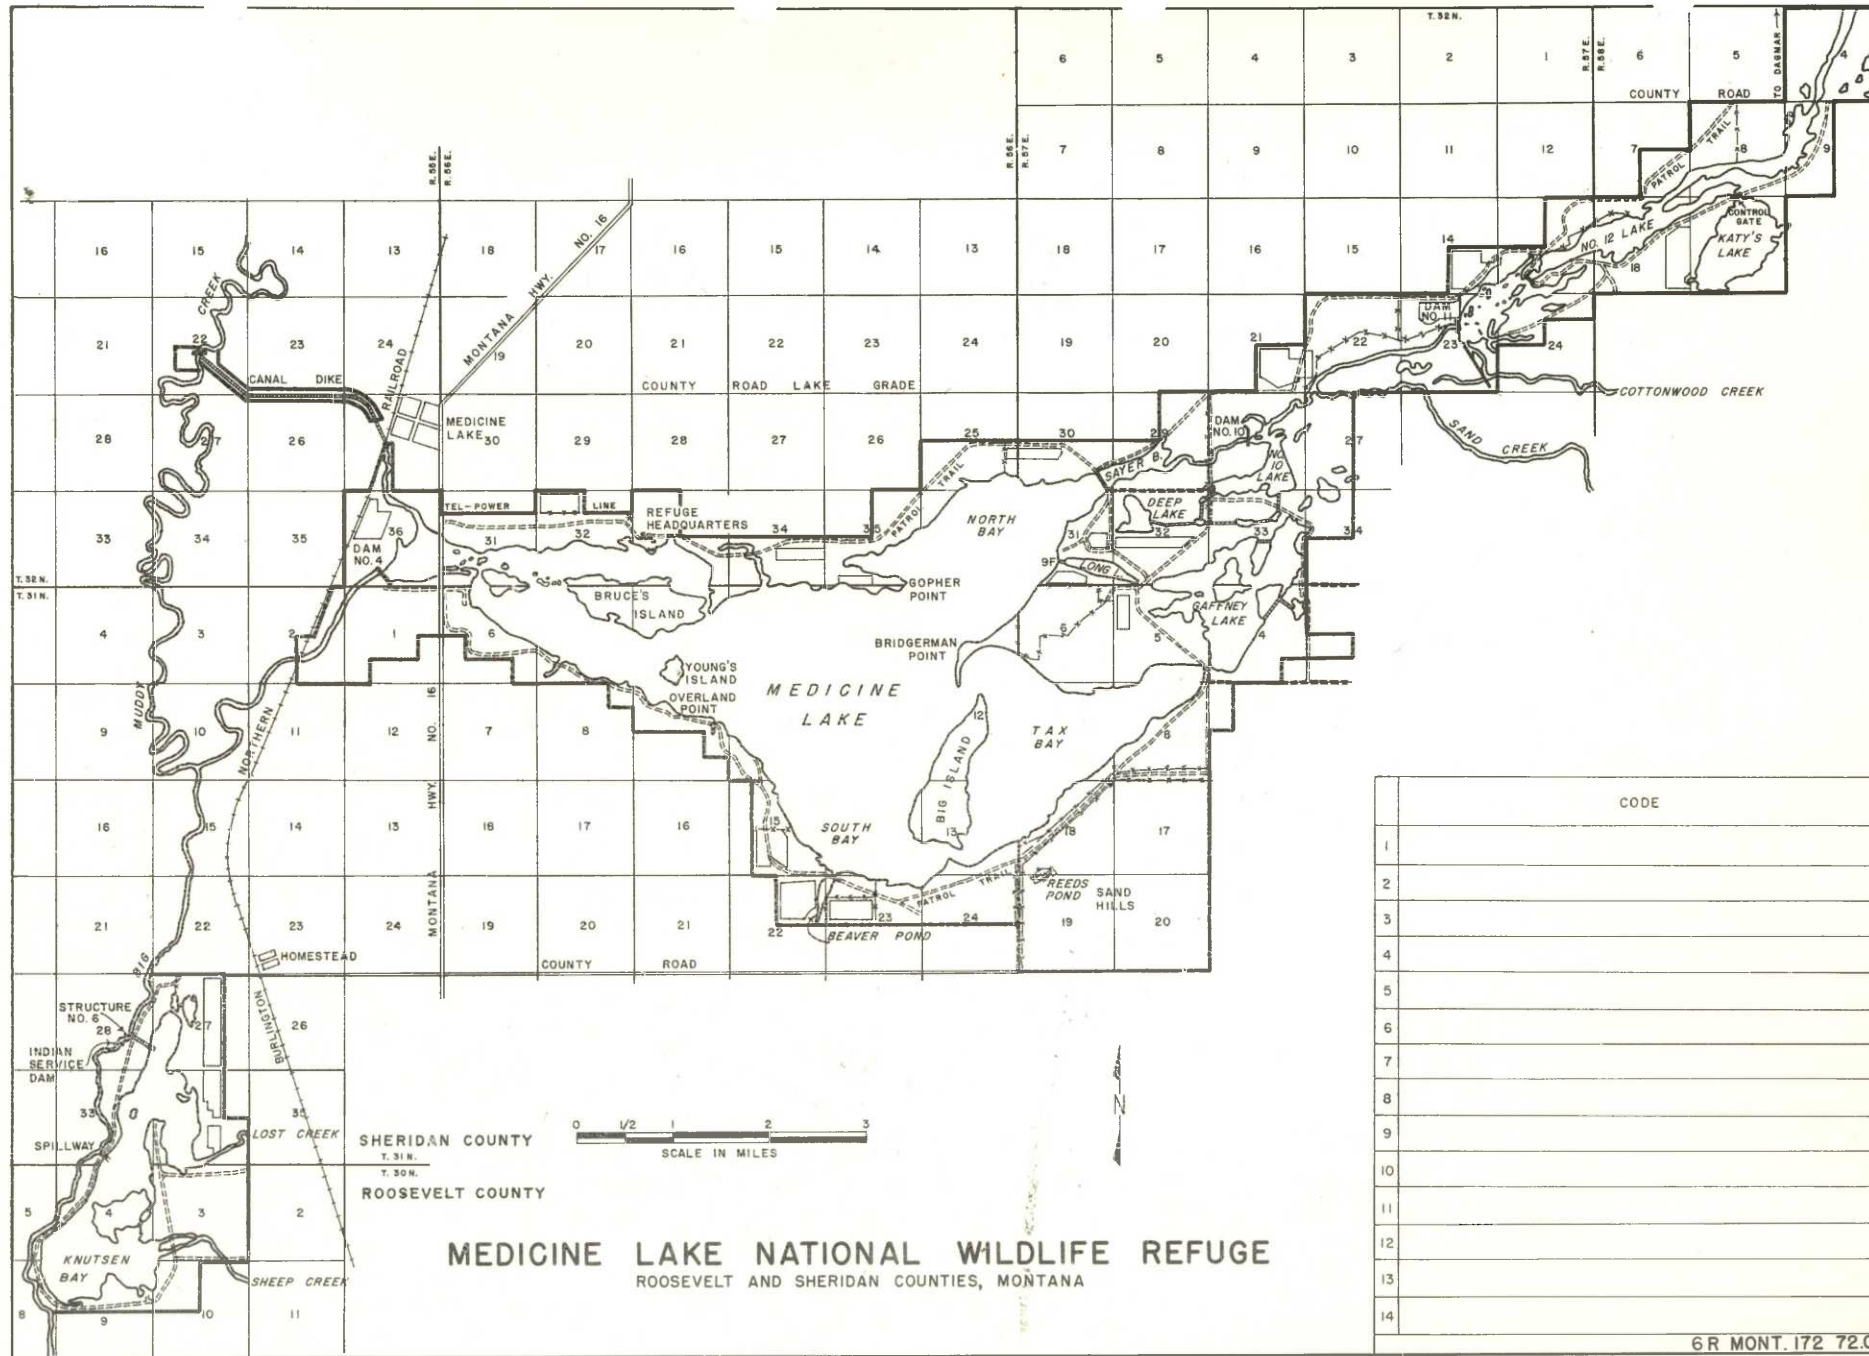 T. 32 N.
6 5 4 3 2 1 6 5 4
R. 57 E.
R. 58 E.
TO DAGMAR
COUNTY ROAD
R. 55 E.
R. 56 E.
R. 56 E.
R. 57 E.
7 8 9 10 11 12 7 8 9
PATROL TRAIL
MONTANA HWY. NO. 16
16 15 14 13 18 17 16 15 14 13 18 17 16 15 14 18
NO. 12 LAKE
CONTROL
GATE
KATY'S
LAKE
CREEK
21 22 23 24 19 20 21 22 23 24 19 20 21 22 23 24
DAM
NO. 11
CANAL DIKE
RAILROAD
COUNTY ROAD LAKE GRADE
COTTONWOOD CREEK
SAND CREEK
MEDICINE
LAKE
28 27 26 30 29 28 27 26 25 30 29 27
DAM
NO. 10
NO.
10
LAKE
SAYER B.
PATROL TRAIL
TEL-POWER LINE
REFUGE
HEADQUARTERS
NORTH
BAY
DEEP
LAKE
33 34 35 36 31 32 34 35 31 32 33 34
DAM
NO. 4
9F
LONG L.
T. 32 N.
T. 31 N.
GOPHER
POINT
BRUCE'S
ISLAND
GAFFNEY
LAKE
4 3 2 1 6 6 5 4
BRIDGERMAN
POINT
YOUNG'S
ISLAND
OVERLAND
POINT
MEDICINE
LAKE
MUDDY
NORTHERN
9 10 11 12 7 8 12 8
TAX
BAY
MONTANA HWY. NO. 16
BIG ISLAND
CODE
16 15 14 13 18 17 16 15 13 18 17
SOUTH
BAY
1
2
3
4
5
6
7
8
9
10
11
12
13
14
REEDS
POND
SAND
HILLS
PATROL TRAIL
21 22 23 24 19 20 21 22 23 24 19 20
BEAVER POND
HOMESTEAD
BIG
COUNTY ROAD
STRUCTURE
NO. 6
28 27 26
BURLINGTON
INDIAN
SERVICE
DAM
33 35
LOST CREEK
SPILLWAY
SHERIDAN COUNTY
T. 31 N.
T. 30 N.
ROOSEVELT COUNTY
0 1/2 1 2 3
SCALE IN MILES
N
5 4 3 2
KNUTSEN
BAY
SHEEP CREEK
8 9 10 11
MEDICINE LAKE NATIONAL WILDLIFE REFUGE
ROOSEVELT AND SHERIDAN COUNTIES, MONTANA
6R MONT. 172 72.